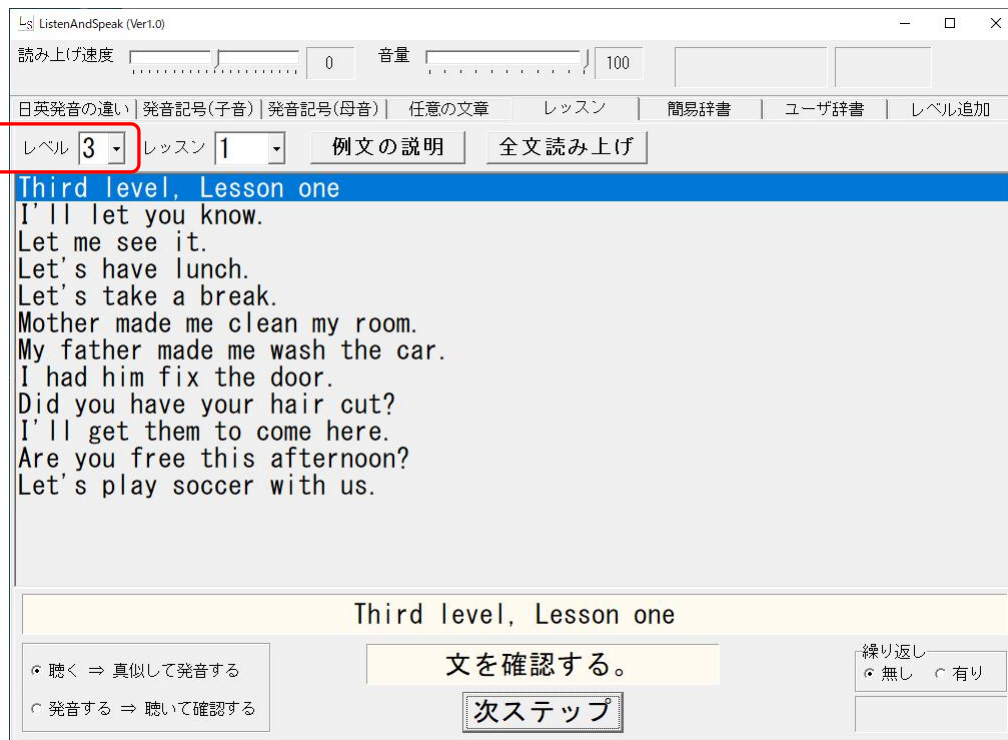 LS ListenAndSpeak (Ver1.0)
読み上げ速度 0 音量 100
日英発音の違い 発音記号(子音) 発音記号(母音) 任意の文章 レッスン 簡易辞書 ユーザ辞書 レベル追加
レベル 3 レッスン 1 例文の説明 全文読み上げ
Third level, Lesson one
I'll let you know.
Let me see it.
Let's have lunch.
Let's take a break.
Mother made me clean my room.
My father made me wash the car.
I had him fix the door.
Did you have your hair cut?
I'll get them to come here.
Are you free this afternoon?
Let's play soccer with us.
Third level, Lesson one
聴く ⇒ 真似して発音する
発音する ⇒ 聴いて確認する
文を確認する。
次ステップ
繰り返し
無し 有り